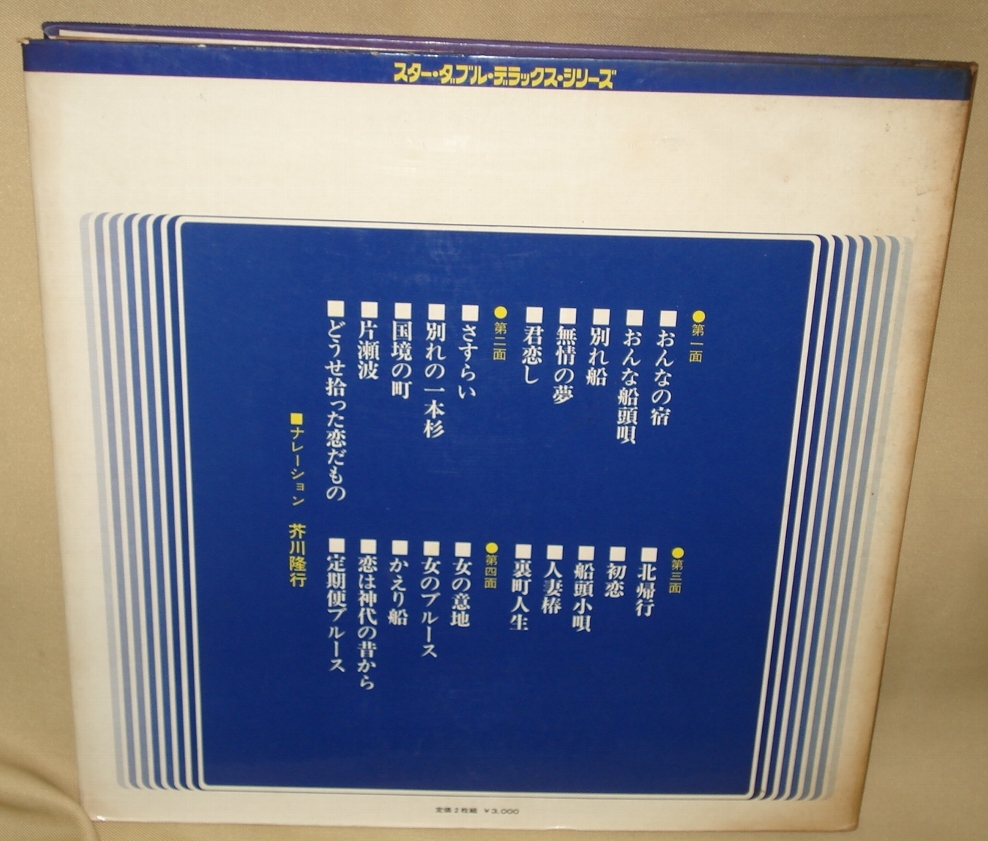 スター・ダブル・デラックス・シリーズ
●第一面
■おんなの宿
■おんな船頭唄
■別れ船
■無情の夢
■君恋し
●第二面
■さすらい
■別れの一本杉
■国境の町
■片瀬波
■どうせ拾った恋だもの
●第三面
■北帰行
■初恋
■船頭小唄
■人妻椿
■裏町人生
●第四面
■女の意地
■女のブルース
■かえり船
■恋は神代の昔から
■定期便ブルース
■ナレーション 芥川隆行
定価2枚組 ¥3,000